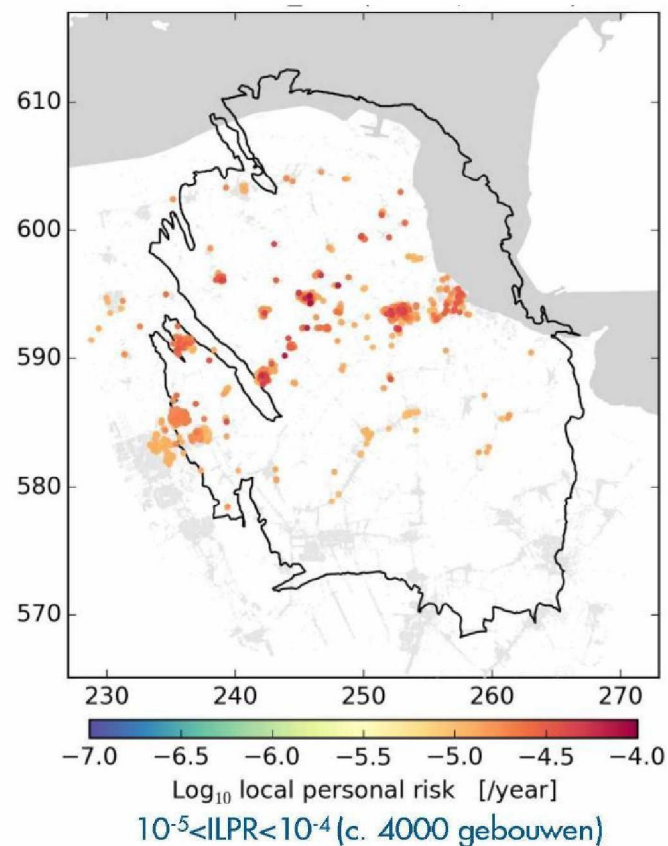 610
600
590
580
570
230 240 250 260 270
−7.0 −6.5 −6.0 −5.5 −5.0 −4.5 −4.0
Log₁₀ local personal risk [/year]
10⁻⁵<ILPR<10⁻⁴ (c. 4000 gebouwen)